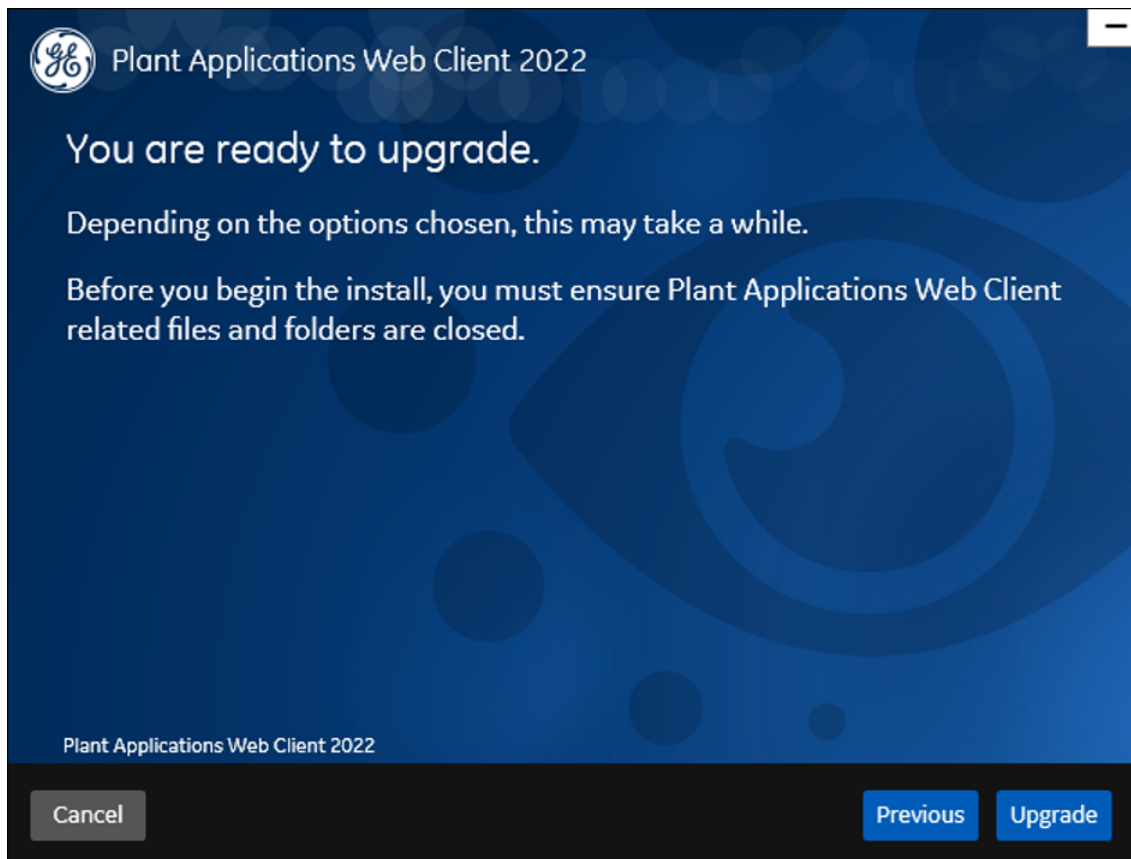 Plant Applications Web Client 2022
You are ready to upgrade.
Depending on the options chosen, this may take a while.
Before you begin the install, you must ensure Plant Applications Web Client
related files and folders are closed.
Plant Applications Web Client 2022
Cancel
Previous
Upgrade